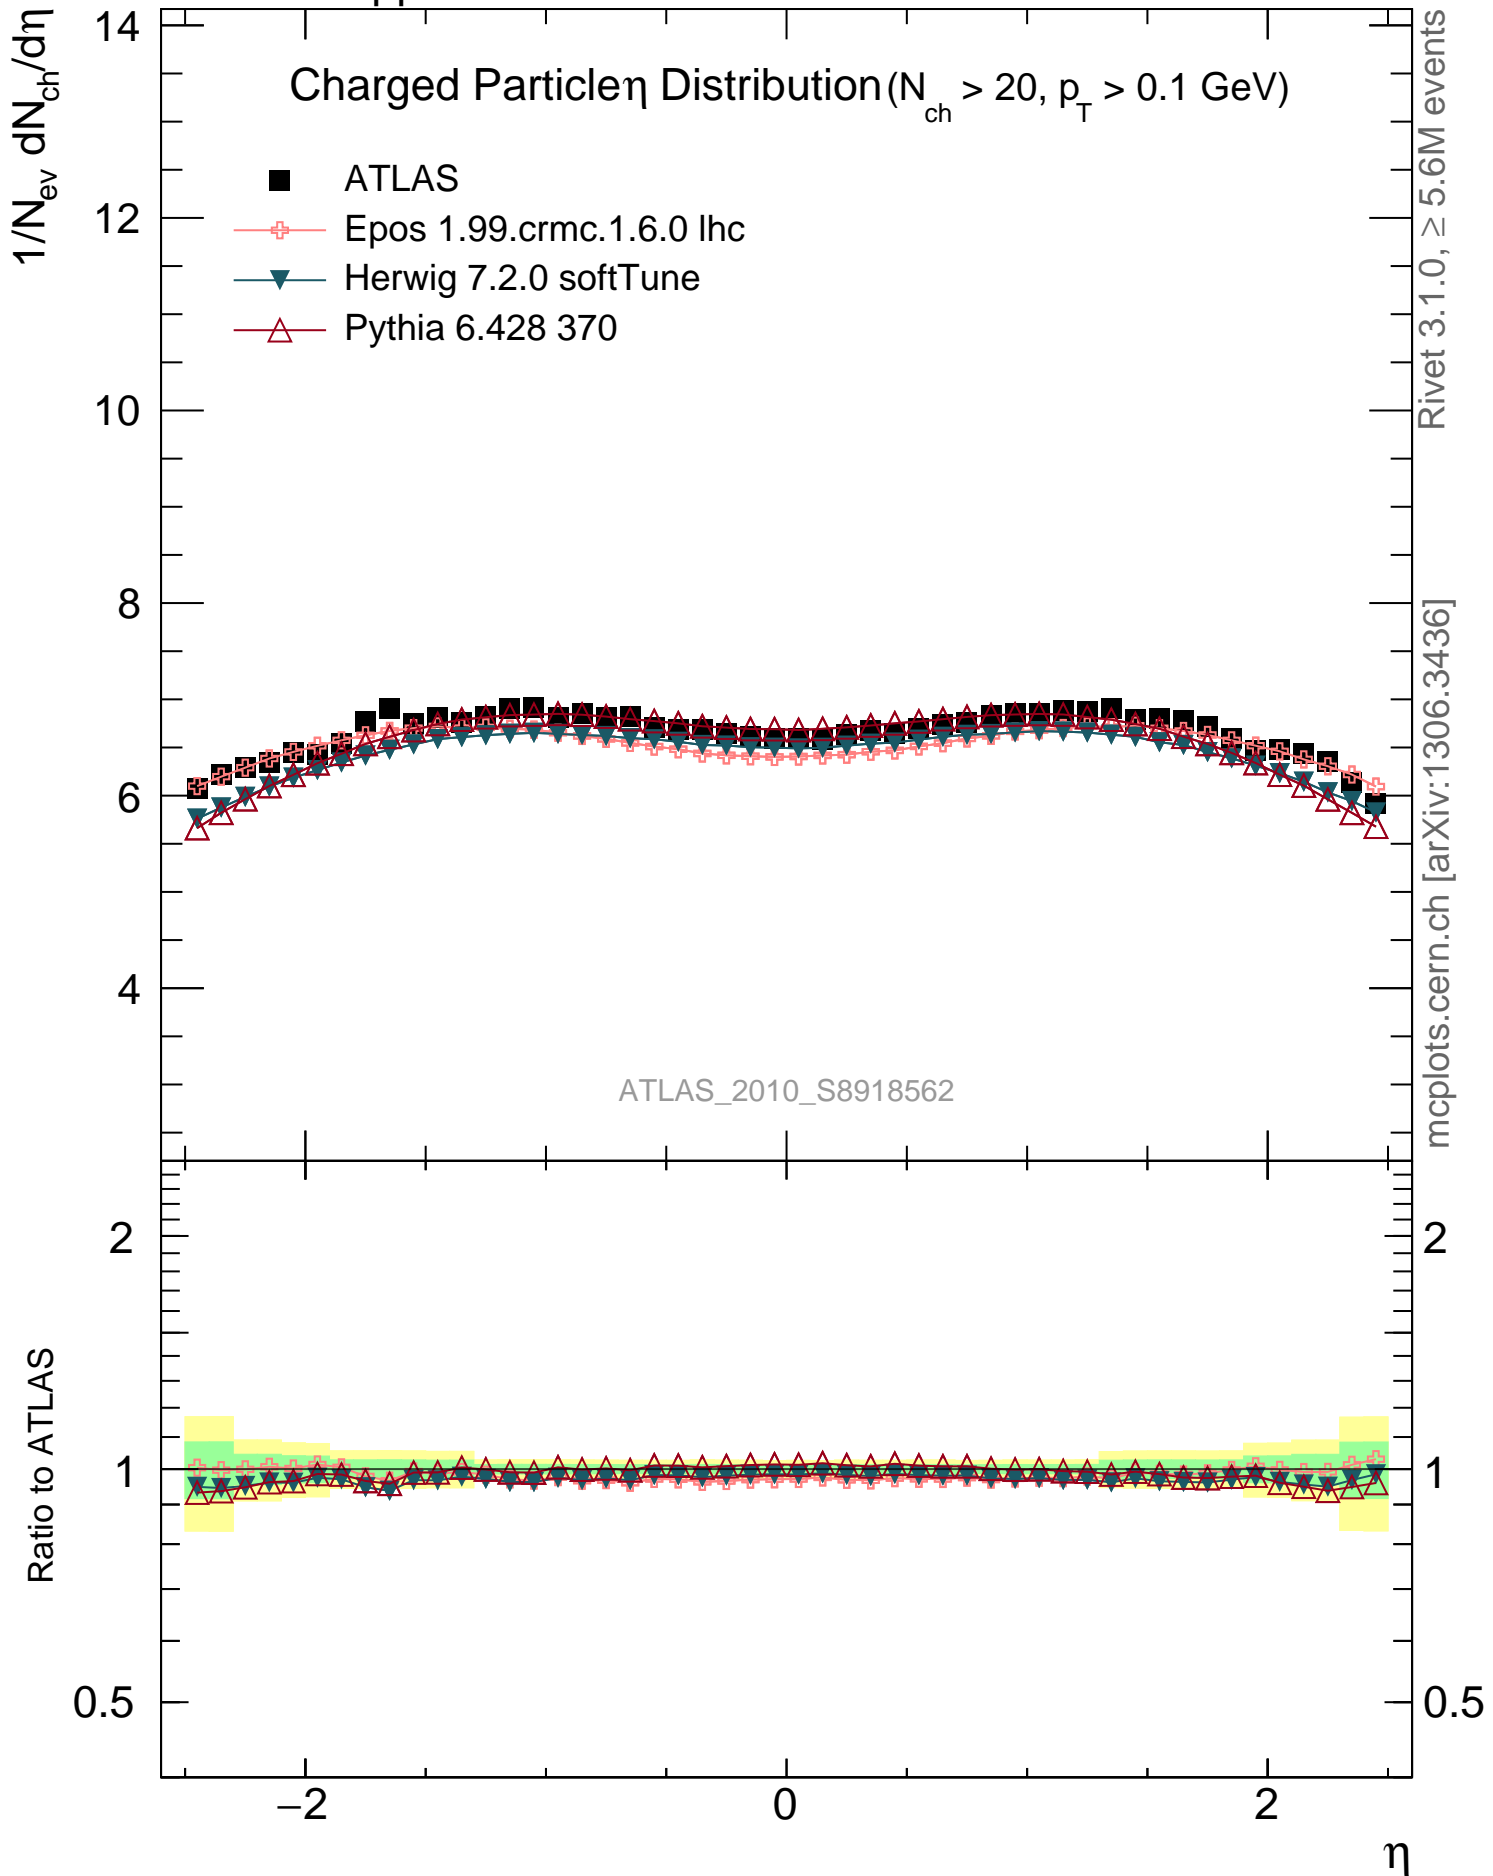 pp
1/N_ev dN_ch/dη
Charged Particleη Distribution (N_ch > 20, p_T > 0.1 GeV)
ATLAS
Epos 1.99.crmc.1.6.0 lhc
Herwig 7.2.0 softTune
Pythia 6.428 370
14
12
10
8
6
4
ATLAS_2010_S8918562
Rivet 3.1.0, ≥ 5.6M events
mcplots.cern.ch [arXiv:1306.3436]
Ratio to ATLAS
2
1
0.5
2
1
0.5
−2
0
2
η